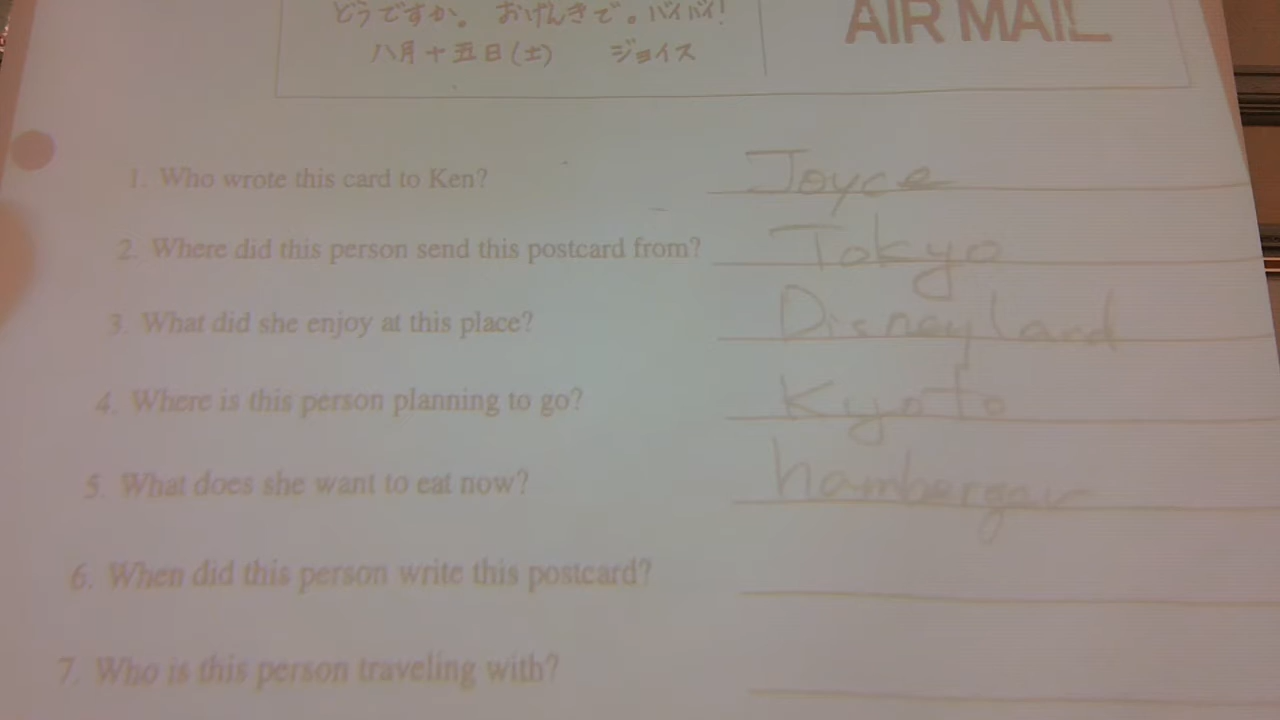 どうですか。おげんきで。バイバイ!
AIR MAIL
八月十五日(土) ジョイス
1. Who wrote this card to Ken? Joyce
2. Where did this person send this postcard from? Tokyo
3. What did she enjoy at this place? Disneyland
4. Where is this person planning to go? Kyoto
5. What does she want to eat now? hambergar
6. When did this person write this postcard?
7. Who is this person traveling with?